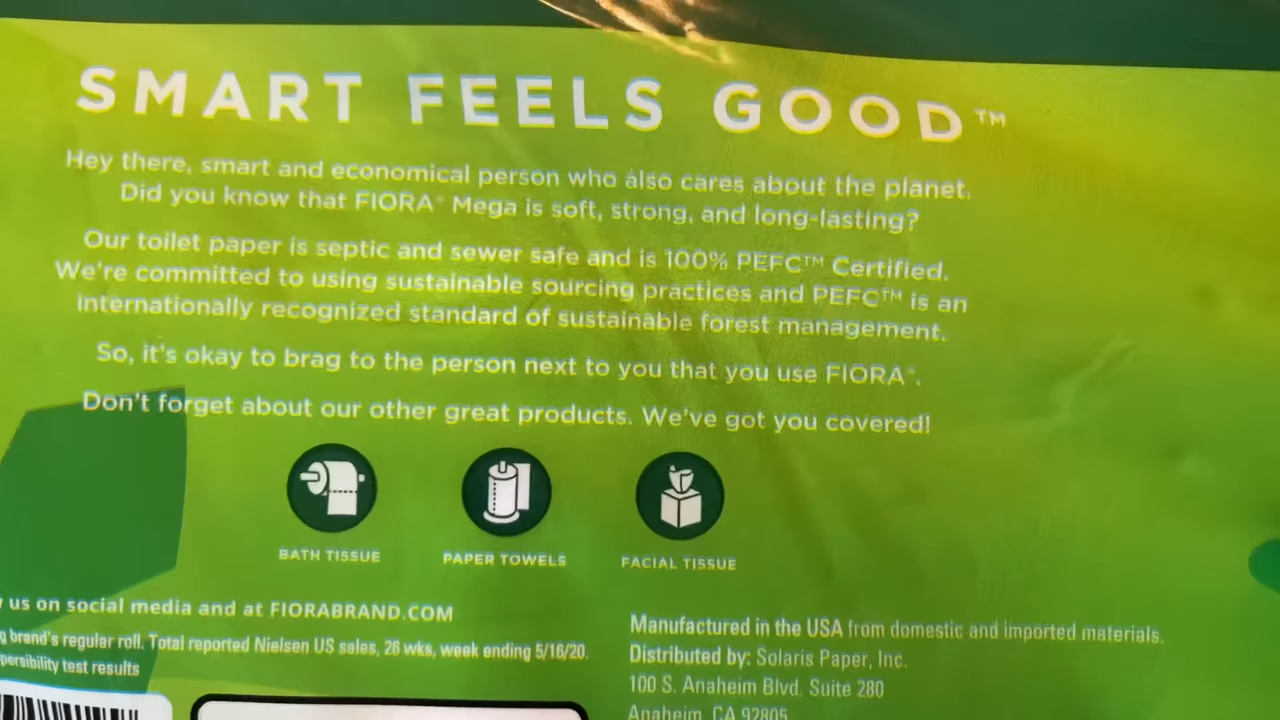 SMART FEELS GOOD™
Hey there, smart and economical person who also cares about the planet.
Did you know that FIORA® Mega is soft, strong, and long-lasting?
Our toilet paper is septic and sewer safe and is 100% PEFC™ Certified.
We're committed to using sustainable sourcing practices and PEFC™ is an
internationally recognized standard of sustainable forest management.
So, it's okay to brag to the person next to you that you use FIORA®.
Don't forget about our other great products. We've got you covered!
BATH TISSUE
PAPER TOWELS
FACIAL TISSUE
us on social media and at FIORABRAND.COM
brand's regular roll. Total reported Nielsen US sales, 26 wks, week ending 5/16/20.
test results
Manufactured in the USA from domestic and imported materials.
Distributed by: Solaris Paper, Inc.
100 S. Anaheim Blvd, Suite 280
Anaheim, CA 92805